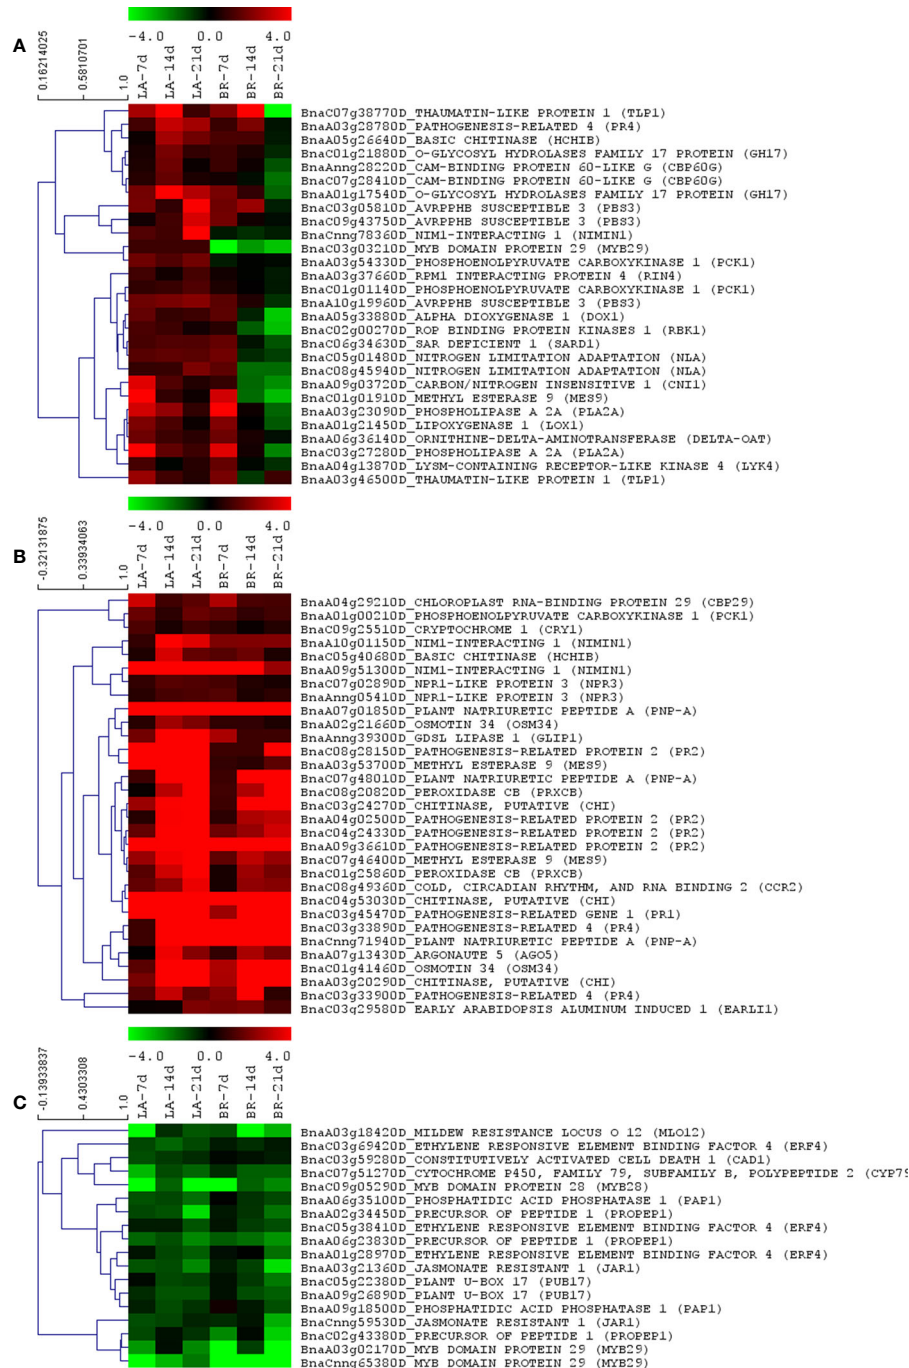 A
-4.0 0.0 4.0
0.16214025 0.5810701 1.0
LA-7d LA-14d LA-21d BR-7d BR-14d BR-21d
BnaC07g38770D_THAUMATIN-LIKE PROTEIN 1 (TLP1)
BnaA03g28780D_PATHOGENESIS-RELATED 4 (PR4)
BnaA05g26640D_BASIC CHITINASE (HCHIB)
BnaC01g21880D_O-GLYCOSYL HYDROLASES FAMILY 17 PROTEIN (GH17)
BnaAnng28220D_CAM-BINDING PROTEIN 60-LIKE G (CBP60G)
BnaC07g28410D_CAM-BINDING PROTEIN 60-LIKE G (CBP60G)
BnaA01g17540D_O-GLYCOSYL HYDROLASES FAMILY 17 PROTEIN (GH17)
BnaC03g05810D_AVRPPHB SUSCEPTIBLE 3 (PBS3)
BnaC09g43750D_AVRPPHB SUSCEPTIBLE 3 (PBS3)
BnaCnng78360D_NIM1-INTERACTING 1 (NIMIN1)
BnaC03g03210D_MYB DOMAIN PROTEIN 29 (MYB29)
BnaA03g54330D_PHOSPHOENOLPYRUVATE CARBOXYKINASE 1 (PCK1)
BnaA03g37660D_RPM1 INTERACTING PROTEIN 4 (RIN4)
BnaC01g01140D_PHOSPHOENOLPYRUVATE CARBOXYKINASE 1 (PCK1)
BnaA10g19960D_AVRPPHB SUSCEPTIBLE 3 (PBS3)
BnaA05g33880D_ALPHA DIOXYGENASE 1 (DOX1)
BnaC02g00270D_ROP BINDING PROTEIN KINASES 1 (RBK1)
BnaC06g34630D_SAR DEFICIENT 1 (SARD1)
BnaC05g01480D_NITROGEN LIMITATION ADAPTATION (NLA)
BnaC08g45940D_NITROGEN LIMITATION ADAPTATION (NLA)
BnaA09g03720D_CARBON/NITROGEN INSENSITIVE 1 (CNI1)
BnaC01g01910D_METHYL ESTERASE 9 (MES9)
BnaA03g23090D_PHOSPHOLIPASE A 2A (PLA2A)
BnaA01g21450D_LIPOXYGENASE 1 (LOX1)
BnaA06g36140D_ORNITHINE-DELTA-AMINOTRANSFERASE (DELTA-OAT)
BnaC03g27280D_PHOSPHOLIPASE A 2A (PLA2A)
BnaA04g13870D_LYSM-CONTAINING RECEPTOR-LIKE KINASE 4 (LYK4)
BnaA03g46500D_THAUMATIN-LIKE PROTEIN 1 (TLP1)
B
-4.0 0.0 4.0
-0.32131875 0.33934063 1.0
LA-7d LA-14d LA-21d BR-7d BR-14d BR-21d
BnaA04g29210D_CHLOROPLAST RNA-BINDING PROTEIN 29 (CBP29)
BnaA01g00210D_PHOSPHOENOLPYRUVATE CARBOXYKINASE 1 (PCK1)
BnaC09g25510D_CRYPTOCHROME 1 (CRY1)
BnaA10g01150D_NIM1-INTERACTING 1 (NIMIN1)
BnaC05g40680D_BASIC CHITINASE (HCHIB)
BnaA09g51300D_NIM1-INTERACTING 1 (NIMIN1)
BnaC07g02890D_NPR1-LIKE PROTEIN 3 (NPR3)
BnaAnng05410D_NPR1-LIKE PROTEIN 3 (NPR3)
BnaA07g01850D_PLANT NATRIURETIC PEPTIDE A (PNP-A)
BnaA02g21660D_OSMOTIN 34 (OSM34)
BnaAnng39300D_GDSL LIPASE 1 (GLIP1)
BnaC08g28150D_PATHOGENESIS-RELATED PROTEIN 2 (PR2)
BnaA03g53700D_METHYL ESTERASE 9 (MES9)
BnaC07g48010D_PLANT NATRIURETIC PEPTIDE A (PNP-A)
BnaC08g20820D_PEROXIDASE CB (PRXCB)
BnaC03g24270D_CHITINASE, PUTATIVE (CHI)
BnaA04g02500D_PATHOGENESIS-RELATED PROTEIN 2 (PR2)
BnaC04g24330D_PATHOGENESIS-RELATED PROTEIN 2 (PR2)
BnaA09g36610D_PATHOGENESIS-RELATED PROTEIN 2 (PR2)
BnaC07g46400D_METHYL ESTERASE 9 (MES9)
BnaC01g25860D_PEROXIDASE CB (PRXCB)
BnaC08g49360D_COLD, CIRCADIAN RHYTHM, AND RNA BINDING 2 (CCR2)
BnaC04g53030D_CHITINASE, PUTATIVE (CHI)
BnaC03g45470D_PATHOGENESIS-RELATED GENE 1 (PR1)
BnaC03g33890D_PATHOGENESIS-RELATED 4 (PR4)
BnaCnng71940D_PLANT NATRIURETIC PEPTIDE A (PNP-A)
BnaA07g13430D_ARGONAUTE 5 (AGO5)
BnaC01g41460D_OSMOTIN 34 (OSM34)
BnaA03g20290D_CHITINASE, PUTATIVE (CHI)
BnaC03g33900D_PATHOGENESIS-RELATED 4 (PR4)
BnaC03g29580D_EARLY ARABIDOPSIS ALUMINUM INDUCED 1 (EARLI1)
C
-4.0 0.0 4.0
-0.13933837 0.4303308 1.0
LA-7d LA-14d LA-21d BR-7d BR-14d BR-21d
BnaA03g18420D_MILDEW RESISTANCE LOCUS O 12 (MLO12)
BnaC03g69420D_ETHYLENE RESPONSIVE ELEMENT BINDING FACTOR 4 (ERF4)
BnaC03g59280D_CONSTITUTIVELY ACTIVATED CELL DEATH 1 (CAD1)
BnaC07g51270D_CYTOCHROME P450, FAMILY 79, SUBFAMILY B, POLYPEPTIDE 2 (CYP79
BnaC09g05290D_MYB DOMAIN PROTEIN 28 (MYB28)
BnaA06g35100D_PHOSPHATIDIC ACID PHOSPHATASE 1 (PAP1)
BnaA02g34450D_PRECURSOR OF PEPTIDE 1 (PROPEP1)
BnaC05g38410D_ETHYLENE RESPONSIVE ELEMENT BINDING FACTOR 4 (ERF4)
BnaA06g23830D_PRECURSOR OF PEPTIDE 1 (PROPEP1)
BnaA01g28970D_ETHYLENE RESPONSIVE ELEMENT BINDING FACTOR 4 (ERF4)
BnaA03g21360D_JASMONATE RESISTANT 1 (JAR1)
BnaC05g22380D_PLANT U-BOX 17 (PUB17)
BnaA09g26890D_PLANT U-BOX 17 (PUB17)
BnaA09g18500D_PHOSPHATIDIC ACID PHOSPHATASE 1 (PAP1)
BnaCnng59530D_JASMONATE RESISTANT 1 (JAR1)
BnaC02g43380D_PRECURSOR OF PEPTIDE 1 (PROPEP1)
BnaA03g02170D_MYB DOMAIN PROTEIN 29 (MYB29)
BnaCnng65380D_MYB DOMAIN PROTEIN 29 (MYB29)